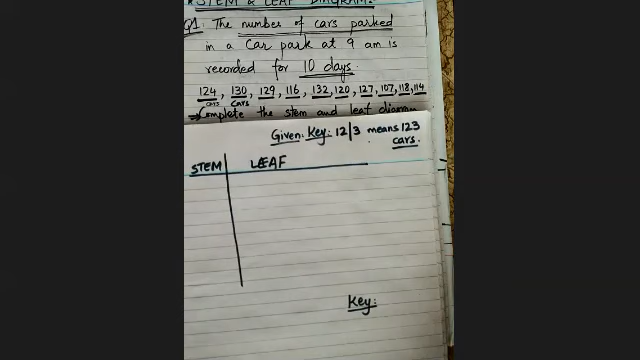 STEM & LEAF DIAGRAM:
Q1: The number of cars parked
in a Car park at 9 am is
recorded for 10 days.
124, 130, 129, 116, 132, 120, 127, 107, 118, 114
cars cars
Complete the stem and leaf diagram
Given: Key: 12|3 means 123
cars.
STEM LEAF
Key: